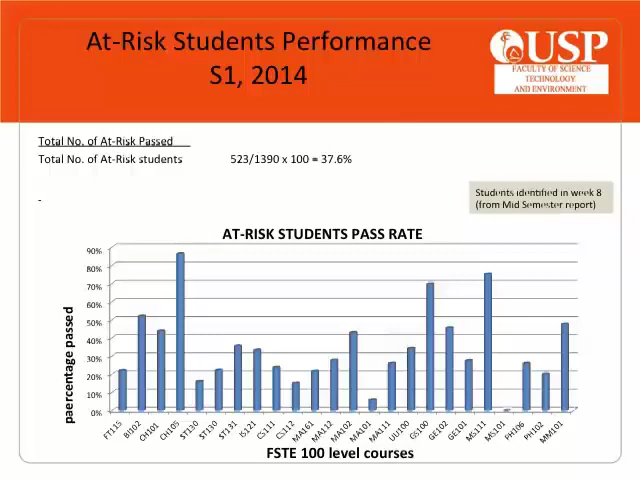 At-Risk Students Performance
S1, 2014
USP
FACULTY OF SCIENCE
TECHNOLOGY
AND ENVIRONMENT
Total No. of At-Risk Passed
Total No. of At-Risk students 523/1390 x 100 = 37.6%
-
Students identified in week 8
(from Mid Semester report)
AT-RISK STUDENTS PASS RATE
paercentage passed
90%
80%
70%
60%
50%
40%
30%
20%
10%
0%
FT115
BI102
CH101
CH105
ST130
ST130
ST131
IS121
CS111
CS112
MA161
MA112
MA102
MA101
MA111
UU100
GS100
GE102
GE101
MS111
MS101
PH106
PH102
MM101
FSTE 100 level courses